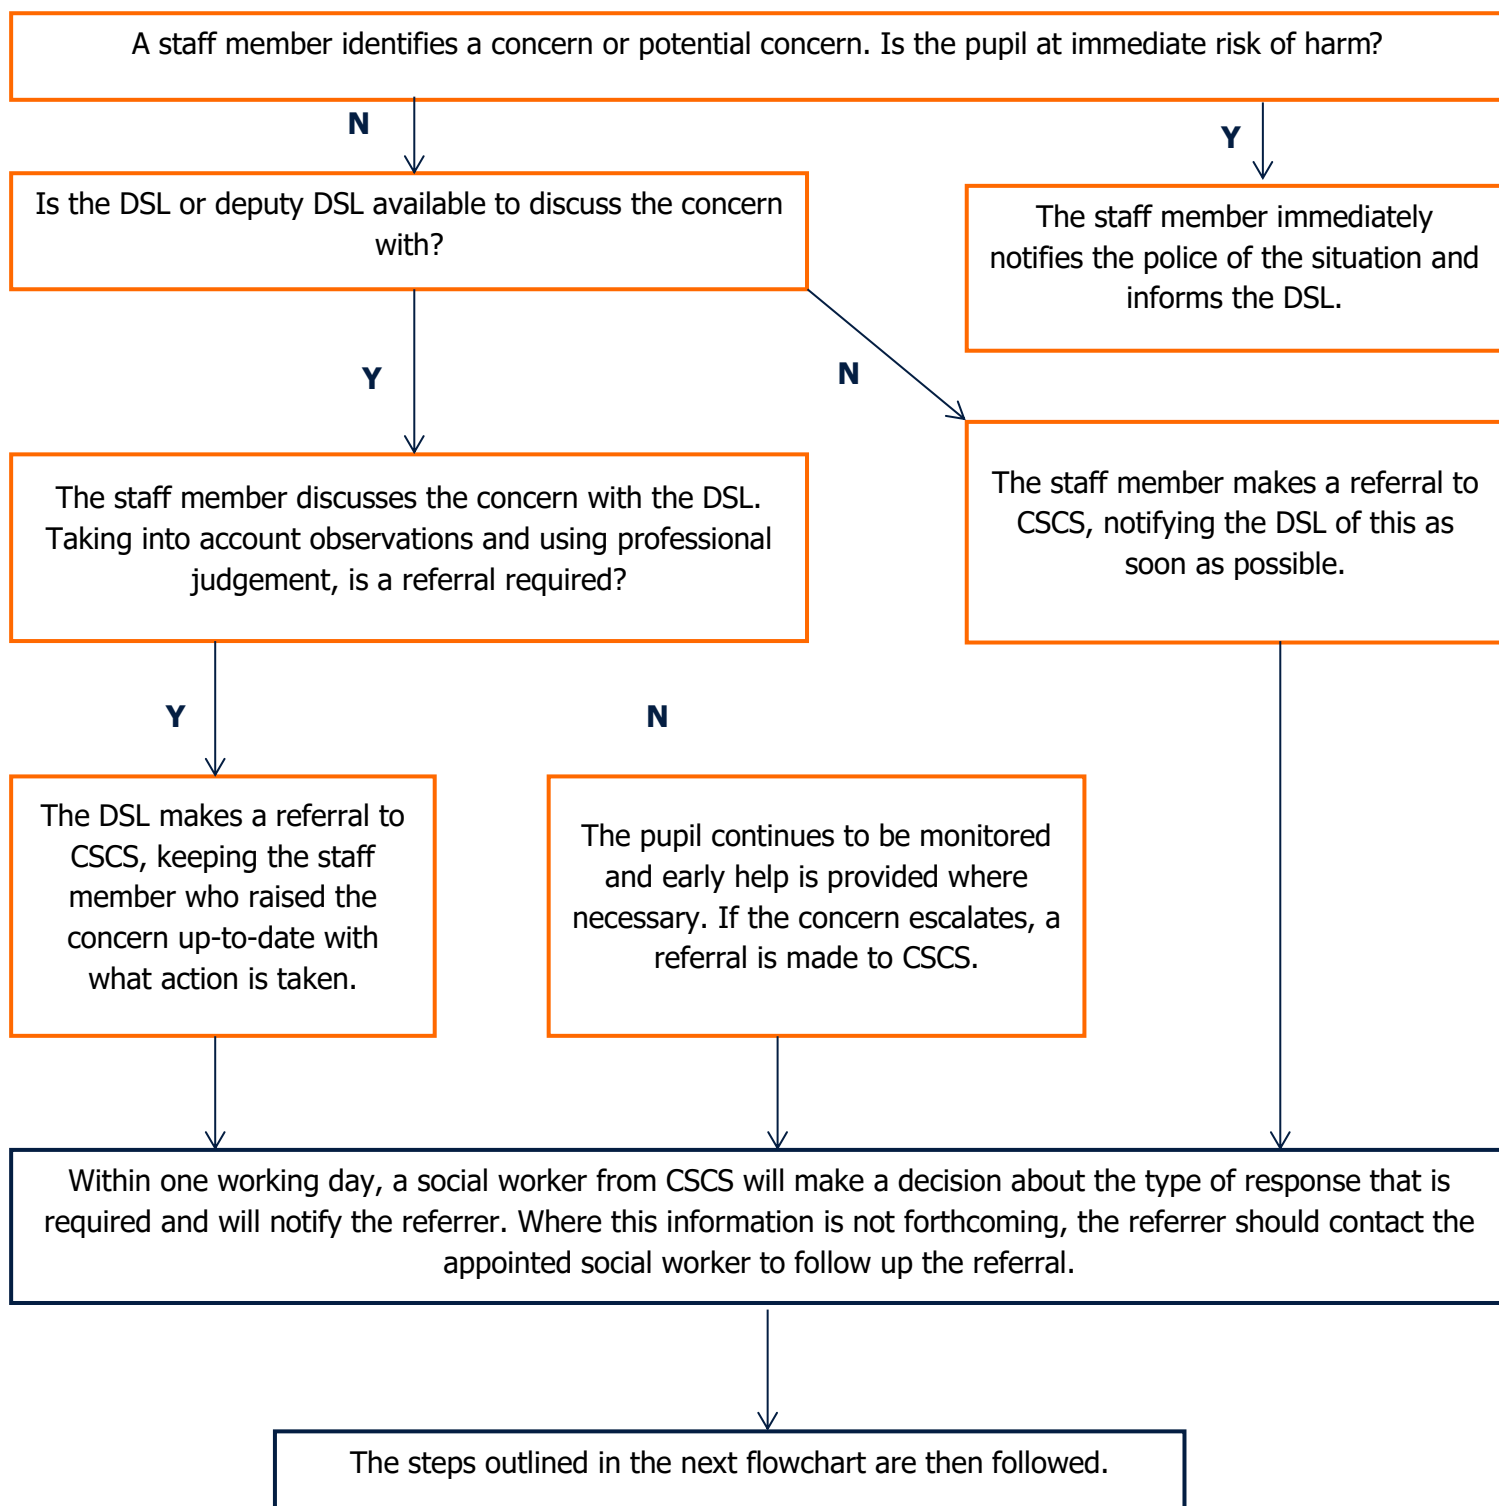 A staff member identifies a concern or potential concern. Is the pupil at immediate risk of harm?
N
Y
Is the DSL or deputy DSL available to discuss the concern
with?
The staff member immediately
notifies the police of the situation and
informs the DSL.
Y
N
The staff member discusses the concern with the DSL.
Taking into account observations and using professional
judgement, is a referral required?
The staff member makes a referral to
CSCS, notifying the DSL of this as
soon as possible.
Y
N
The DSL makes a referral to
CSCS, keeping the staff
member who raised the
concern up-to-date with
what action is taken.
The pupil continues to be monitored
and early help is provided where
necessary. If the concern escalates, a
referral is made to CSCS.
Within one working day, a social worker from CSCS will make a decision about the type of response that is
required and will notify the referrer. Where this information is not forthcoming, the referrer should contact the
appointed social worker to follow up the referral.
The steps outlined in the next flowchart are then followed.